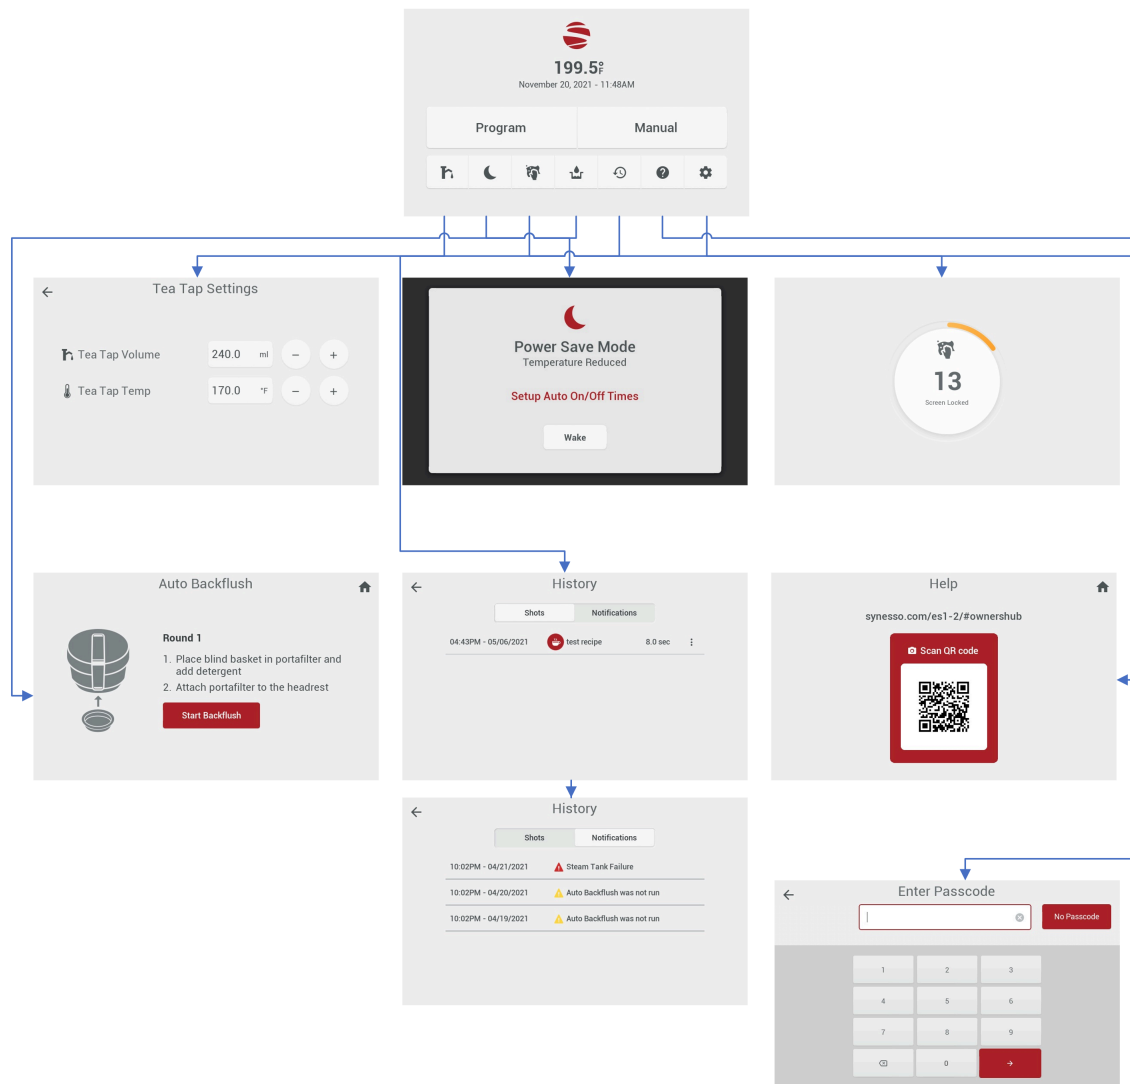 199.5°F
November 20, 2021 - 11:48AM
Program
Manual
Tea Tap Settings
Tea Tap Volume
240.0 ml − +
Tea Tap Temp
170.0 °F − +
Power Save Mode
Temperature Reduced
Setup Auto On/Off Times
Wake
13
Screen Locked
Auto Backflush
Round 1
1. Place blind basket in portafilter and
add detergent
2. Attach portafilter to the headrest
Start Backflush
History
Shots
Notifications
04:43PM - 05/06/2021 test recipe 8.0 sec
Help
synesso.com/es1-2/#ownershub
Scan QR code
History
Shots
Notifications
10:02PM - 04/21/2021 Steam Tank Failure
10:02PM - 04/20/2021 Auto Backflush was not run
10:02PM - 04/19/2021 Auto Backflush was not run
Enter Passcode
No Passcode
1 2 3
4 5 6
7 8 9
0